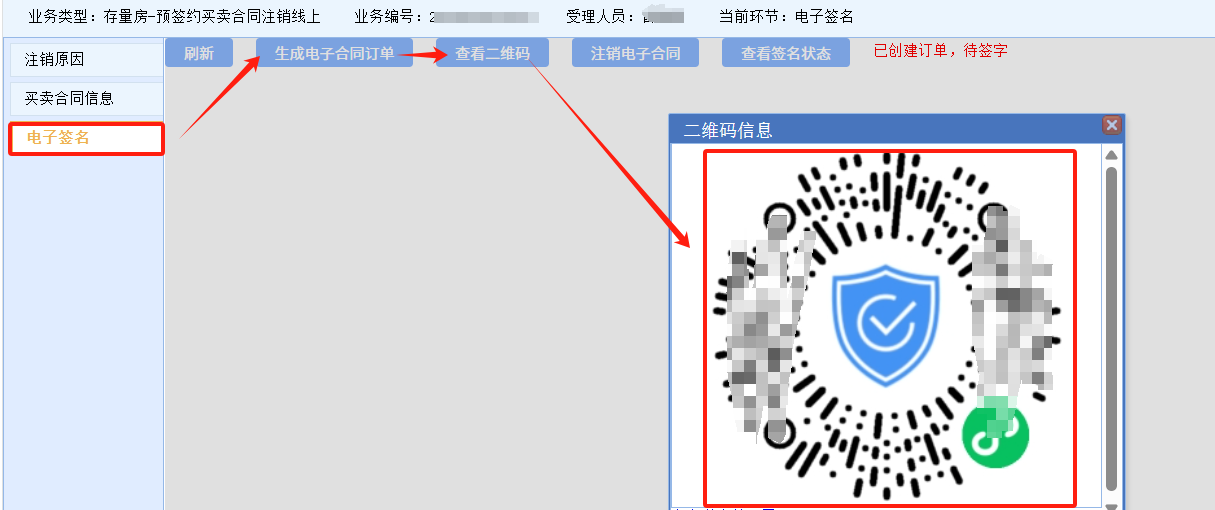 业务类型：存量房-预签约买卖合同注销线上 业务编号：2 受理人员： 当前环节：电子签名
注销原因
买卖合同信息
电子签名
刷新 生成电子合同订单 查看二维码 注销电子合同 查看签名状态 已创建订单，待签字
二维码信息